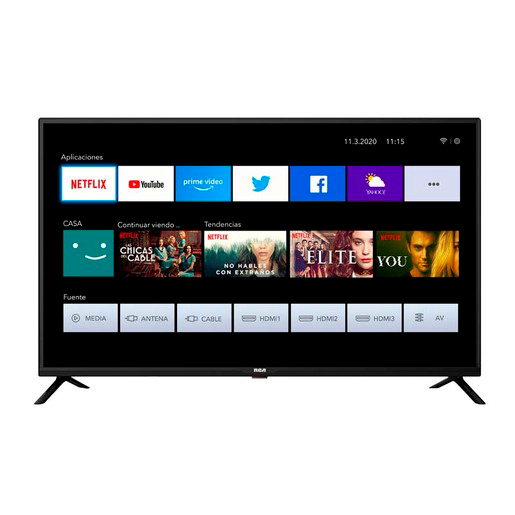 11.3.2020 11:15
Aplicaciones
NETFLIX
YouTube
prime video
YAHOO!
CASA
Continuar viendo ..
Tendencias
NETFLIX
LAS CHICAS DEL CABLE
NETFLIX
NO HABLES
CON EXTRAÑOS
NETFLIX
ELITE
NETFLIX
YOU
Fuente
MEDIA
ANTENA
CABLE
HDMI1
HDMI2
HDMI3
AV
RCA